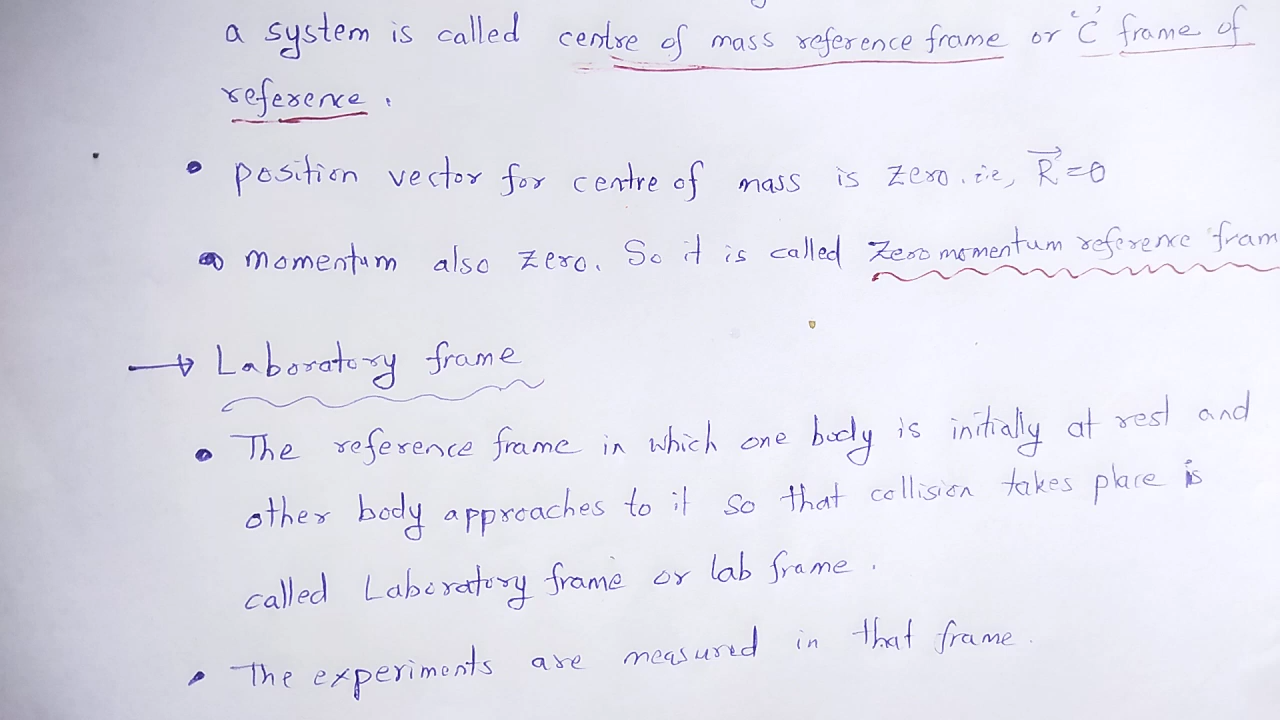 a system is called centre of mass reference frame or 'C' frame of
reference.
• position vector for centre of mass is zero. i.e, R⃗ = 0
• momentum also zero. So it is called Zero momentum reference fram
→ Laboratory frame
• The reference frame in which one body is initially at rest and
other body approaches to it so that collision takes place is
called Laboratory frame or lab frame.
• The experiments are measured in that frame.